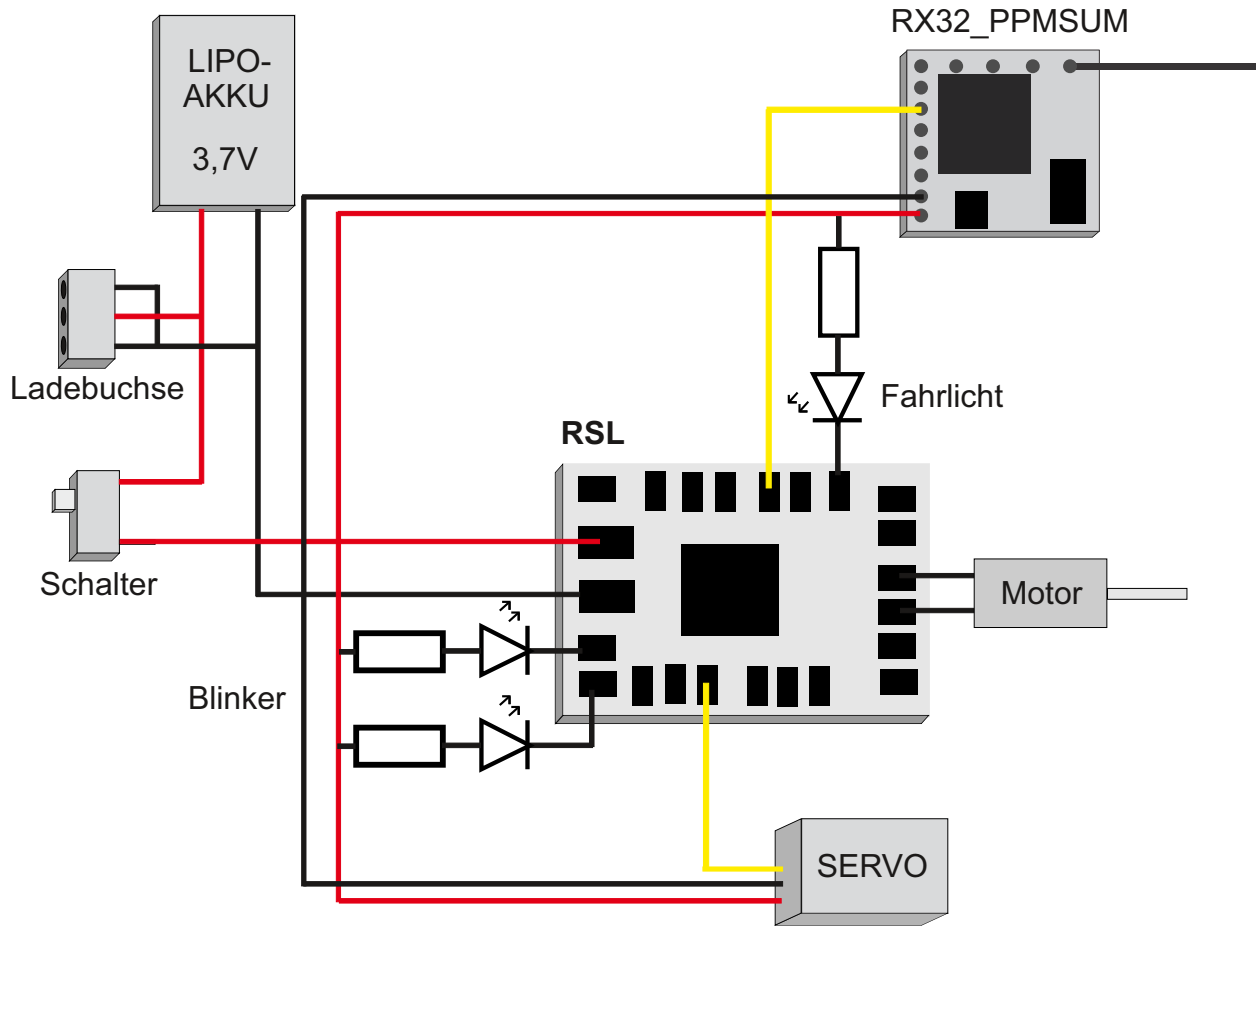 RX32_PPMSUM
LIPO-
AKKU
3,7V
Ladebuchse
Fahrlicht
RSL
Schalter
Motor
Blinker
SERVO